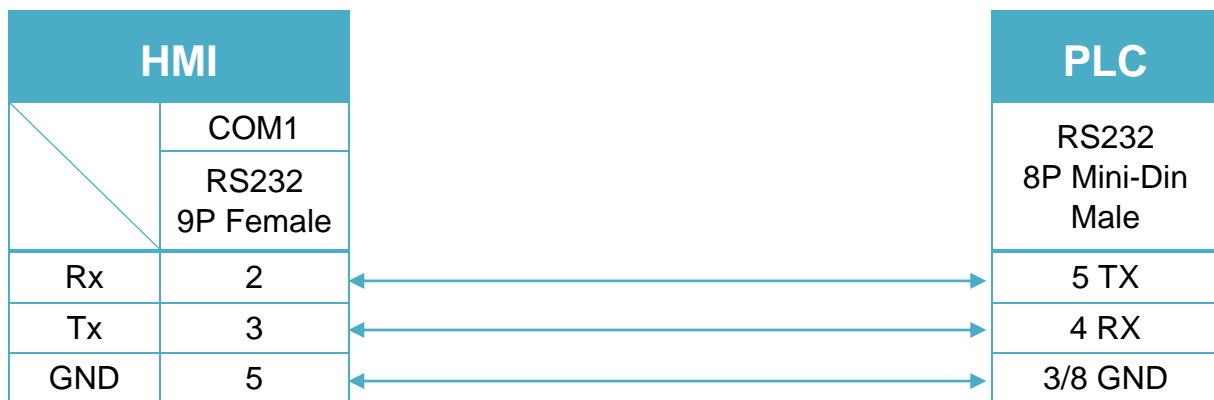 HMI
PLC
COM1
RS232
9P Female
RS232
8P Mini-Din
Male
Rx 2 5 TX
Tx 3 4 RX
GND 5 3/8 GND